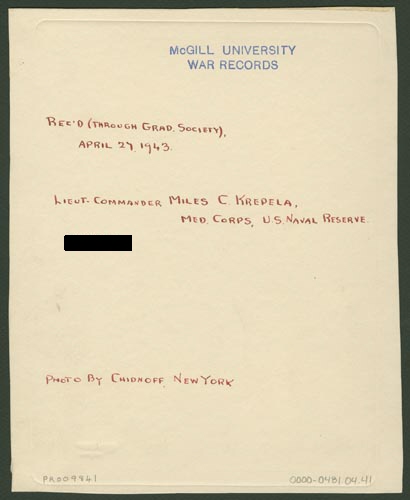 McGILL UNIVERSITY
WAR RECORDS
REC'D (THROUGH GRAD. SOCIETY),
APRIL 27, 1943.
LIEUT-COMMANDER MILES C. KREPELA,
MED. CORPS, U.S. NAVAL RESERVE.
PHOTO BY CHIDNOFF, NEW YORK
PR009841
0000-0481.04.41